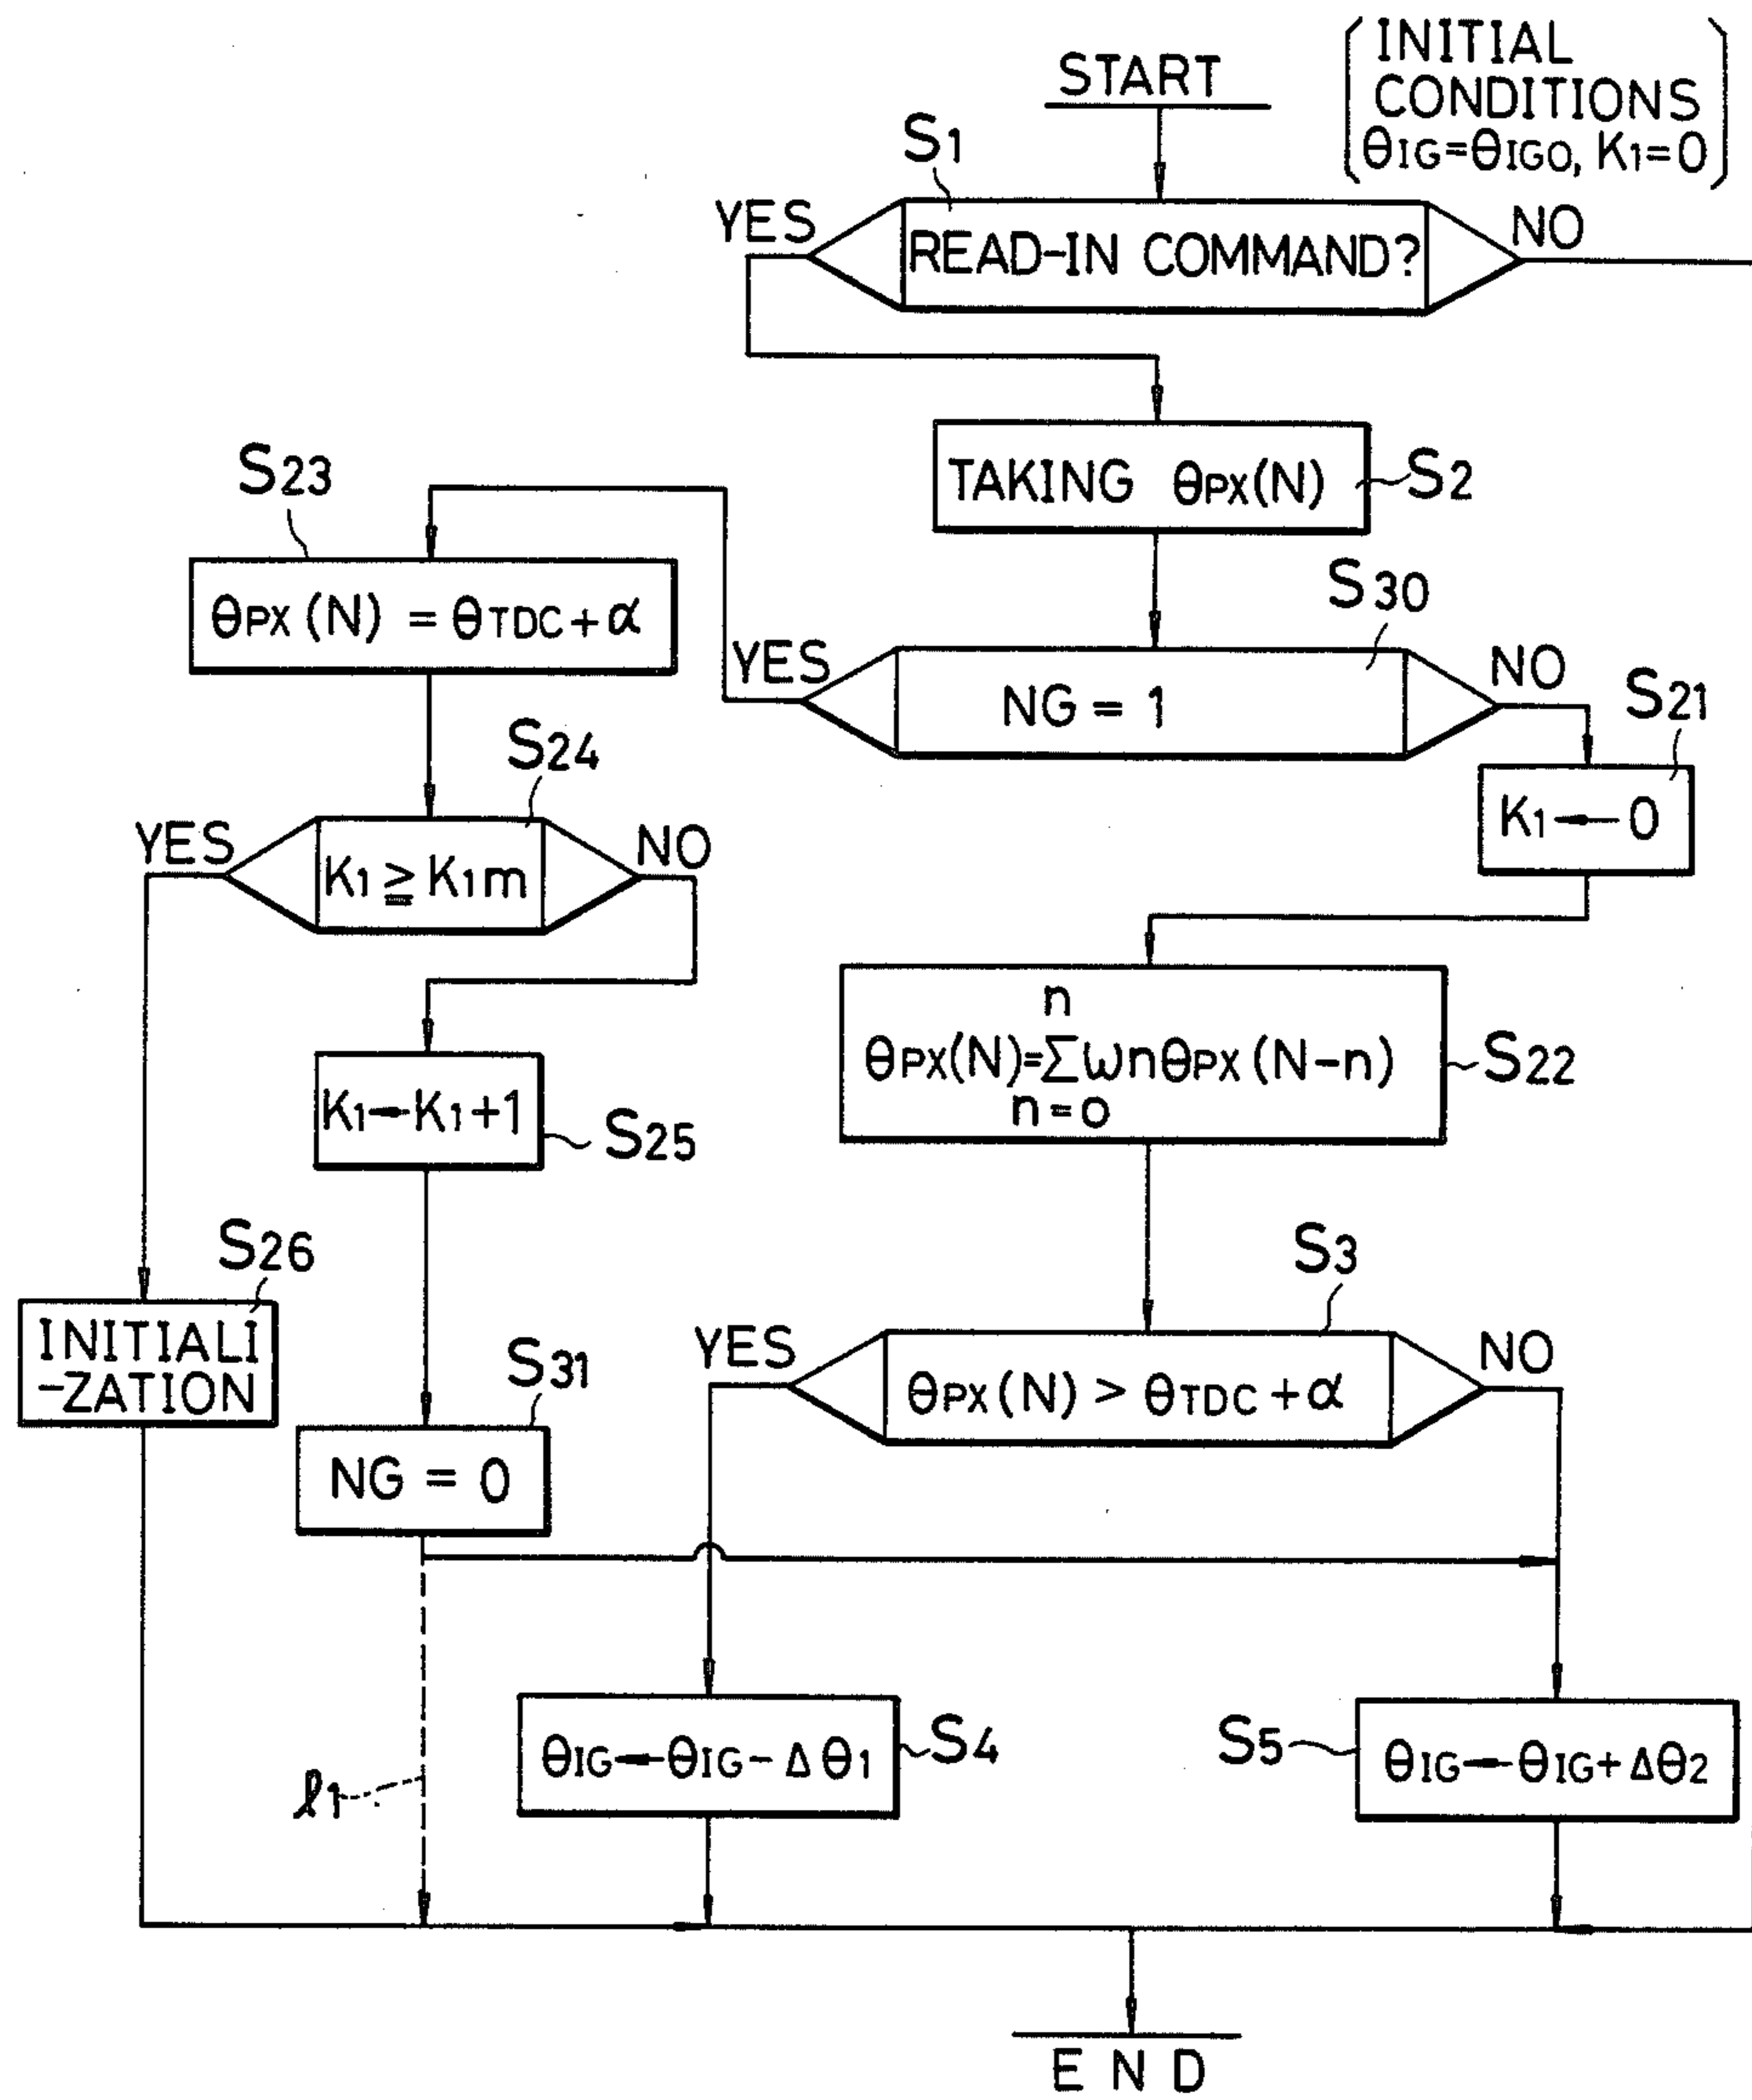 START
INITIAL
CONDITIONS
θIG=θIGO, K1=0
S1
YES
READ-IN COMMAND?
NO
TAKING θPX(N)
S2
S23
θPX(N) = θTDC+α
S30
YES
NG = 1
NO
S21
K1←0
S24
YES
K1≧K1m
NO
n
θPX(N)=ΣωnθPX(N-n)
n=0
S22
K1←K1+1
S25
S26
INITIALI
-ZATION
S3
YES
θPX(N) > θTDC+α
NO
S31
NG = 0
θIG←θIG-Δθ1
S4
S5
θIG←θIG+Δθ2
ℓ1
END